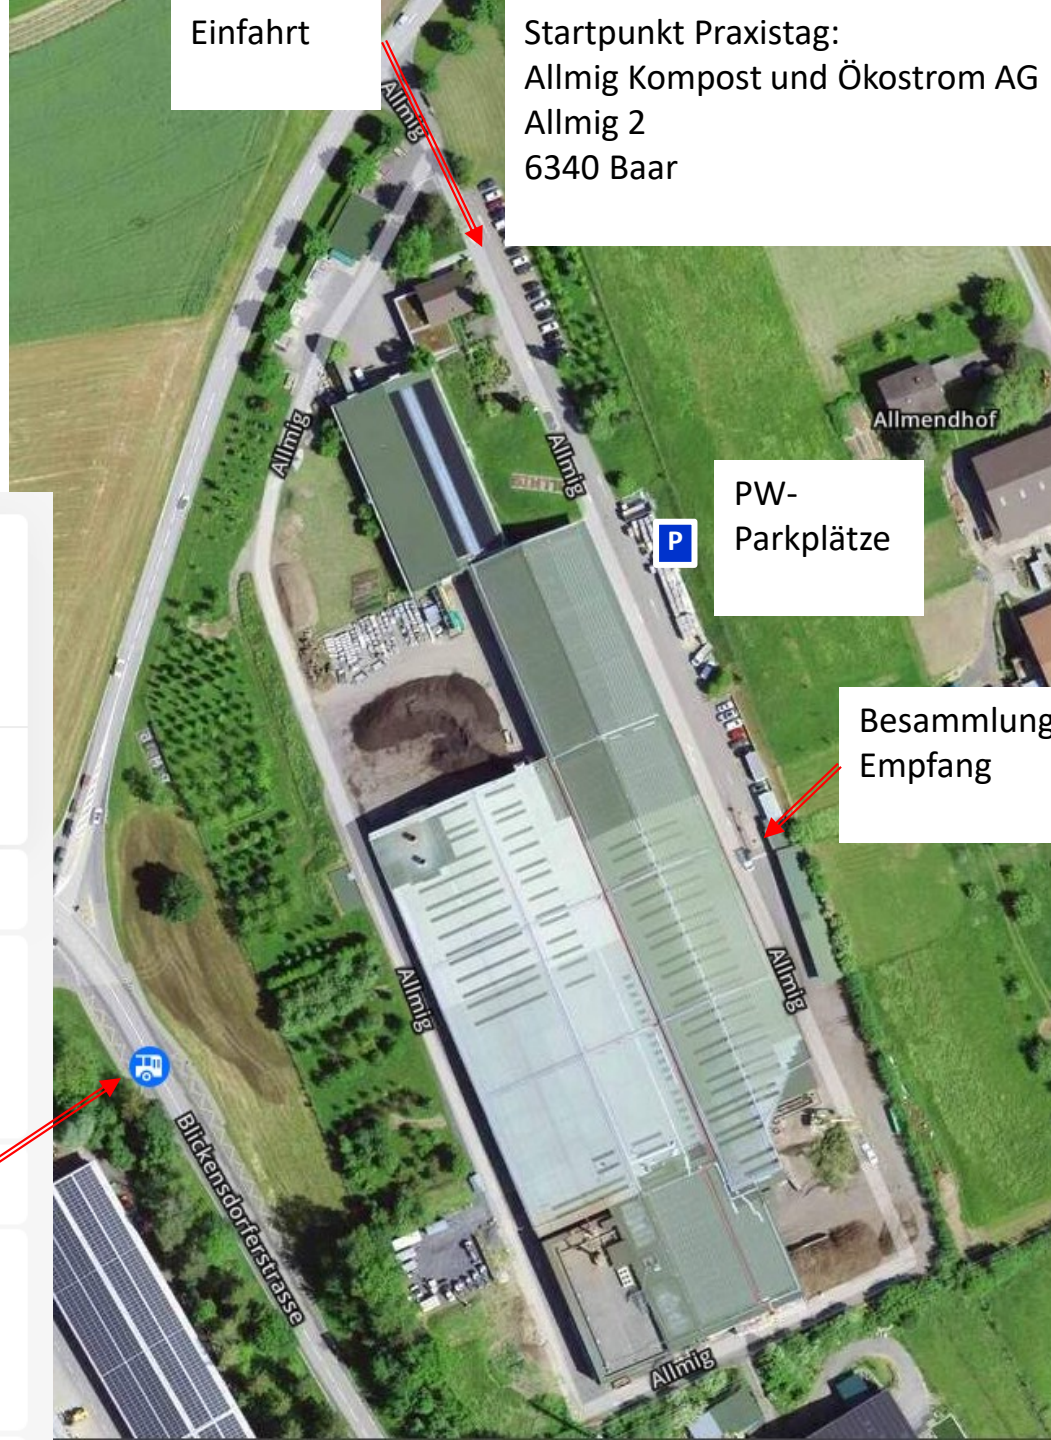 Einfahrt
Startpunkt Praxistag:
Allmig Kompost und Ökostrom AG
Allmig 2
6340 Baar
Allmig
Allmendhof
Allmig
Allmig
PW-
Parkplätze
P
Besammlung
Empfang
Allmig
Allmig
Blickensdorferstrasse
Allmig